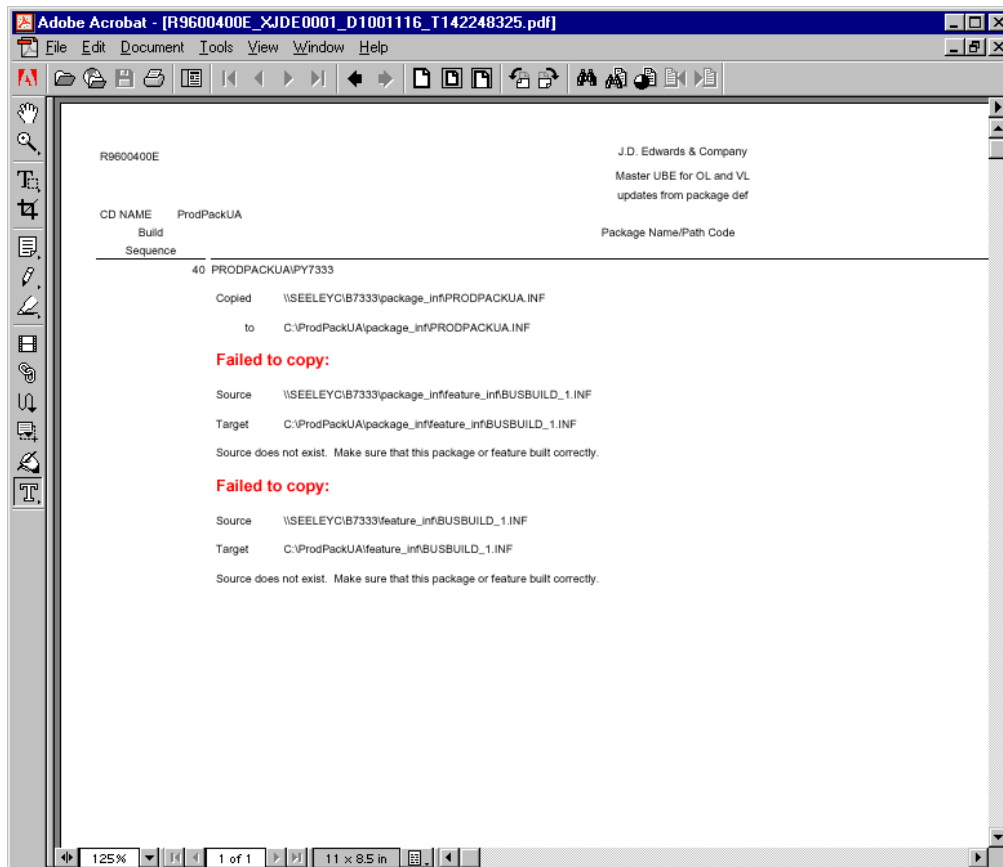 Adobe Acrobat - [R9600400E_XJDE0001_D1001116_T142248325.pdf]
File Edit Document Tools View Window Help
R9600400E
J.D. Edwards & Company
Master UBE for OL and VL
updates from package def
CD NAME ProdPackUA
Build
Sequence
Package Name/Path Code
40 PRODPACKUA\PY7333
Copied \\SEELEYC\B7333\package_inf\PRODPACKUA.INF
to C:\ProdPackUA\package_inf\PRODPACKUA.INF
Failed to copy:
Source \\SEELEYC\B7333\package_inf\feature_inf\BUSBUILD_1.INF
Target C:\ProdPackUA\package_inf\feature_inf\BUSBUILD_1.INF
Source does not exist. Make sure that this package or feature built correctly.
Failed to copy:
Source \\SEELEYC\B7333\feature_inf\BUSBUILD_1.INF
Target C:\ProdPackUA\feature_inf\BUSBUILD_1.INF
Source does not exist. Make sure that this package or feature built correctly.
125% 1 of 1 11 x 8.5 in